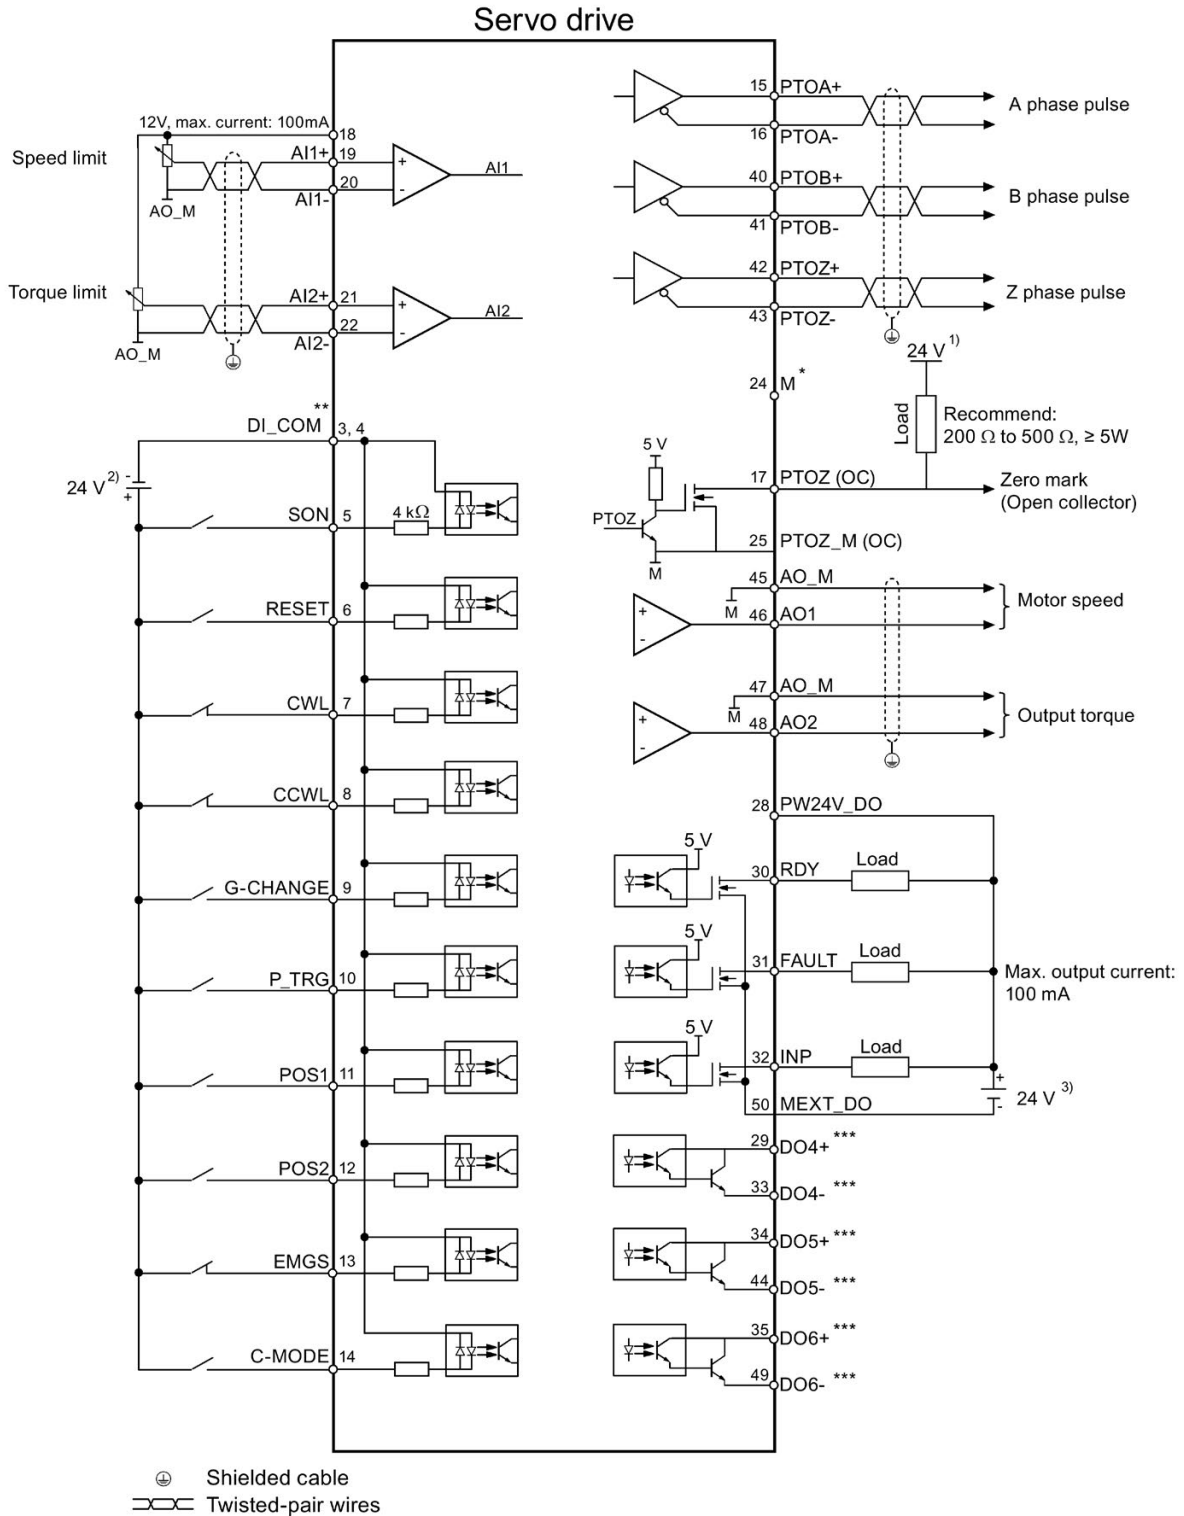 Servo drive
12V, max. current: 100mA
18
Speed limit
AI1+ 19
20
AI1-
AO_M
+
-
AI1
Torque limit
AI2+ 21
22
AI2-
AO_M
+
-
AI2
**
DI_COM 3, 4
24 V 2) -
+
SON 5
4 kΩ
RESET 6
CWL 7
CCWL 8
G-CHANGE 9
P_TRG 10
POS1 11
POS2 12
EMGS 13
C-MODE 14
15 PTOA+
16 PTOA-
A phase pulse
40 PTOB+
41 PTOB-
B phase pulse
42 PTOZ+
43 PTOZ-
Z phase pulse
24 M *
24 V 1)
Load
Recommend:
200 Ω to 500 Ω, ≥ 5W
5 V
PTOZ
M
17 PTOZ (OC)
Zero mark
(Open collector)
25 PTOZ_M (OC)
45 AO_M
M
46 AO1
+
-
Motor speed
47 AO_M
M
48 AO2
+
-
Output torque
28 PW24V_DO
5 V
30 RDY
Load
5 V
31 FAULT
Load
Max. output current:
100 mA
5 V
32 INP
Load
+
24 V 3)
-
50 MEXT_DO
29 DO4+ ***
33 DO4- ***
34 DO5+ ***
44 DO5- ***
35 DO6+ ***
49 DO6- ***
Shielded cable
Twisted-pair wires